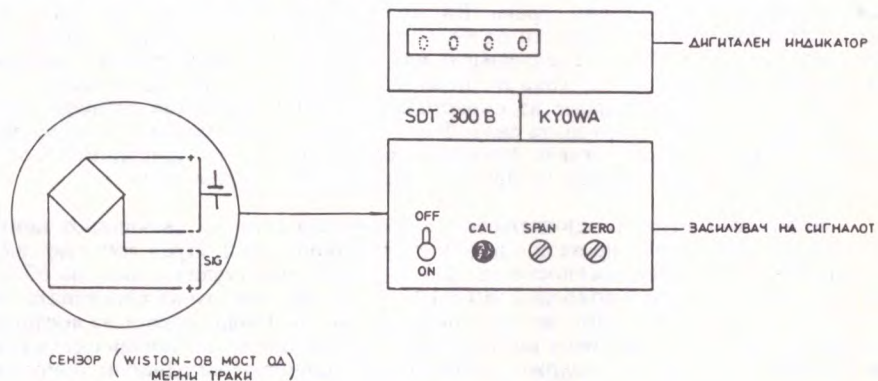 0 0 0 0
ДИГИТАЛЕН ИНДИКАТОР
SDT 300 B KYOWA
OFF
ON
CAL SPAN ZERO
ЗАСИЛУВАЧ НА СИГНАЛОТ
+
SIG
+
СЕНЗОР (WISTON-ОВ МОСТ ОД
МЕРНИ ТРАКИ)